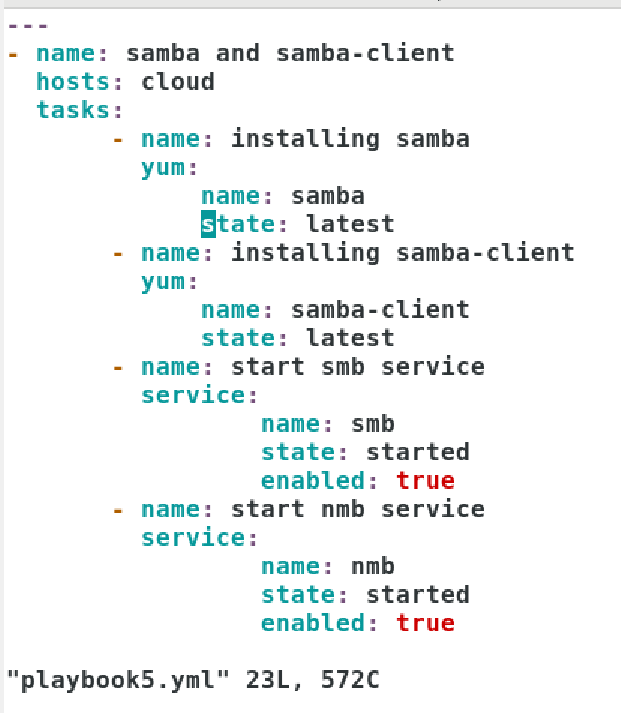 ---
- name: samba and samba-client
  hosts: cloud
  tasks:
       - name: installing samba
         yum:
             name: samba
             state: latest
       - name: installing samba-client
         yum:
             name: samba-client
             state: latest
       - name: start smb service
         service:
                 name: smb
                 state: started
                 enabled: true
       - name: start nmb service
         service:
                 name: nmb
                 state: started
                 enabled: true
"playbook5.yml" 23L, 572C